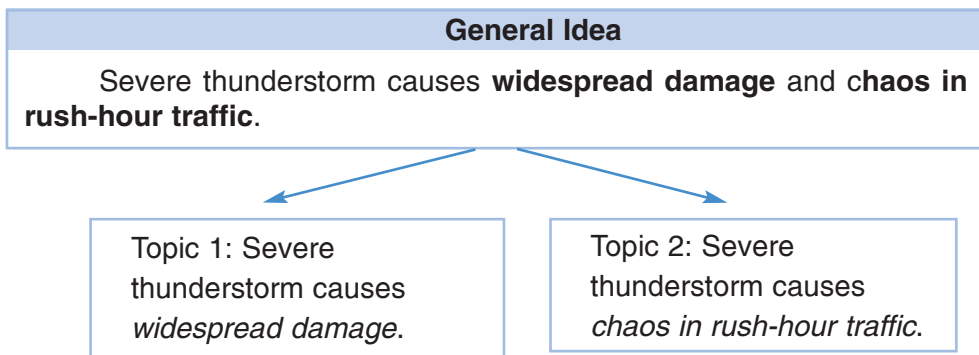 General Idea
Severe thunderstorm causes widespread damage and chaos in
rush-hour traffic.
Topic 1: Severe
thunderstorm causes
widespread damage.
Topic 2: Severe
thunderstorm causes
chaos in rush-hour traffic.